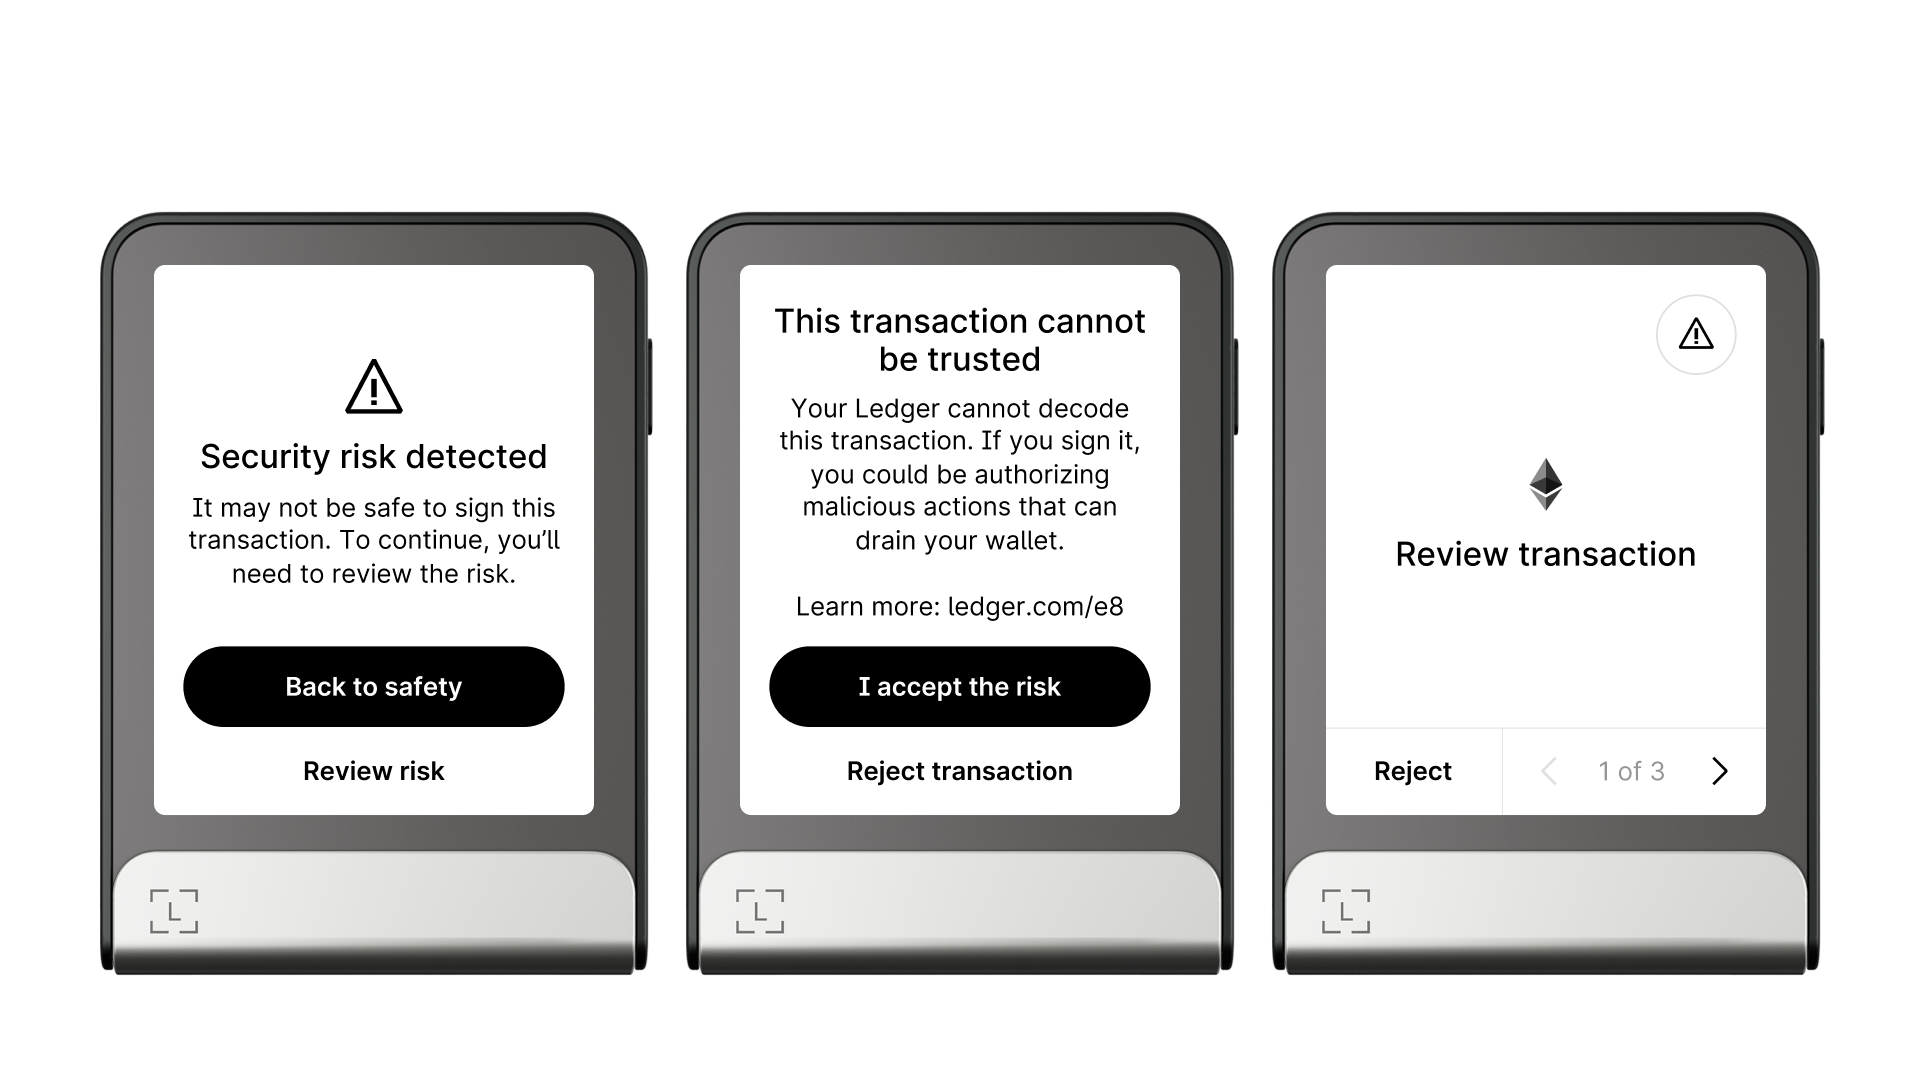 Security risk detected
It may not be safe to sign this
transaction. To continue, you’ll
need to review the risk.
Back to safety
Review risk
This transaction cannot
be trusted
Your Ledger cannot decode
this transaction. If you sign it,
you could be authorizing
malicious actions that can
drain your wallet.
Learn more: ledger.com/e8
I accept the risk
Reject transaction
Review transaction
Reject
1 of 3